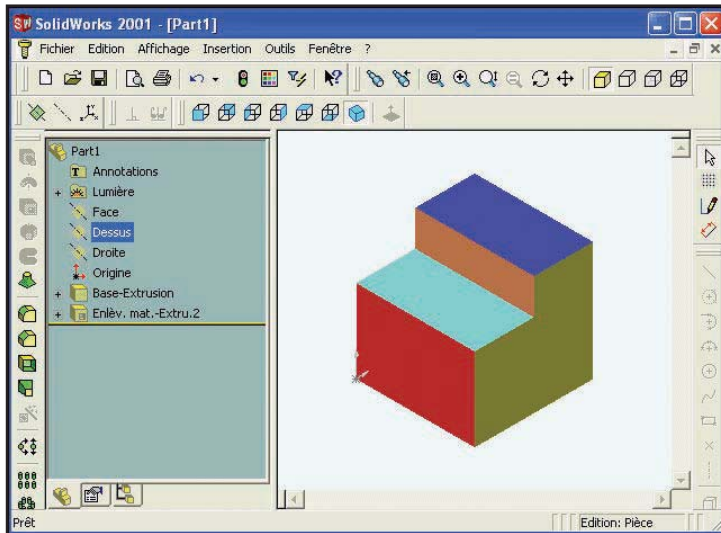 SolidWorks 2001 - [Part1]
Fichier Edition Affichage Insertion Outils Fenêtre ?
Part1
Annotations
Lumière
Face
Dessus
Droite
Origine
Base-Extrusion
Enlèv. mat.-Extru.2
Prêt
Edition: Pièce